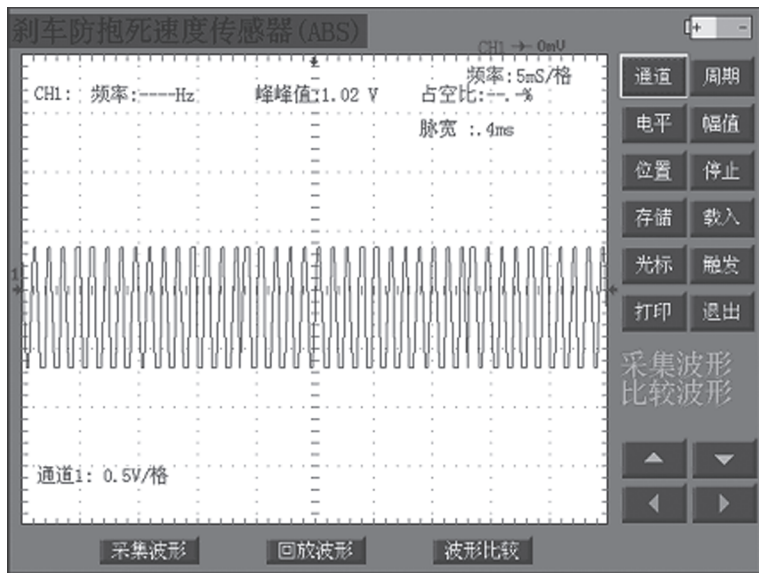 刹车防抱死速度传感器(ABS)
CH1 0mV
频率:5mS/格
CH1: 频率:----Hz 峰峰值:1.02 V 占空比:--.-%
脉宽 :.4ms
1
通道1: 0.5V/格
通道 周期
电平 幅值
位置 停止
存储 载入
光标 触发
打印 退出
采集波形
比较波形
采集波形 回放波形 波形比较